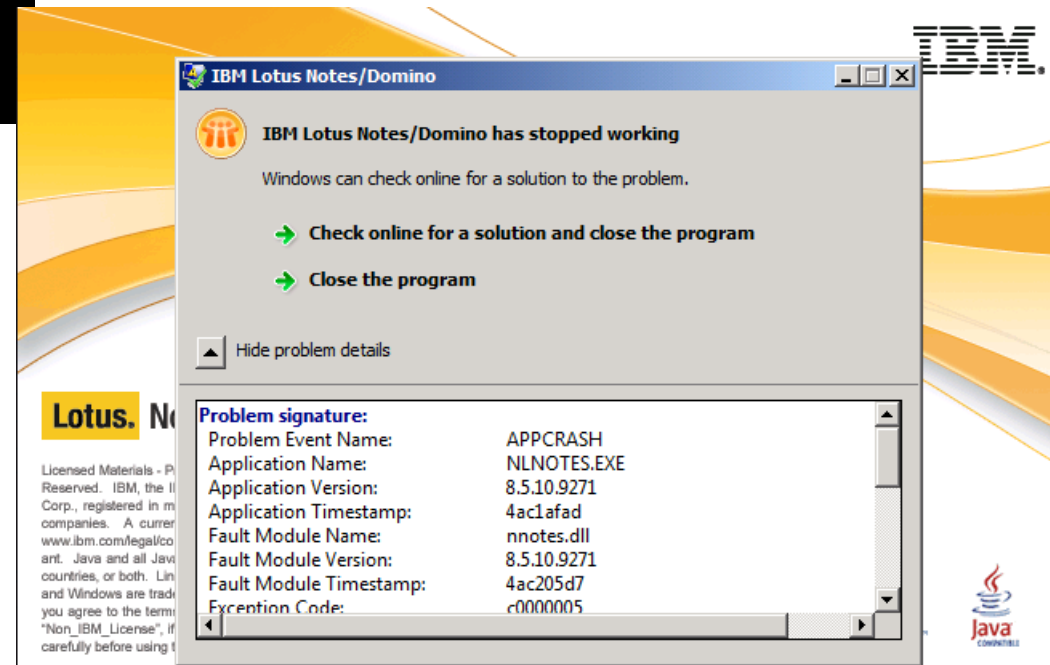 IBM.
IBM Lotus Notes/Domino
IBM Lotus Notes/Domino has stopped working
Windows can check online for a solution to the problem.
Check online for a solution and close the program
Close the program
Hide problem details
Problem signature:
Problem Event Name: APPCRASH
Application Name: NLNOTES.EXE
Application Version: 8.5.10.9271
Application Timestamp: 4ac1afad
Fault Module Name: nnotes.dll
Fault Module Version: 8.5.10.9271
Fault Module Timestamp: 4ac205d7
Exception Code: c0000005
Lotus.
Licensed Materials -
Reserved. IBM, the
Corp., registered in
companies. A
www.ibm.com/legal/co
ant. Java and all
countries, or both.
and Windows are
you agree to the
"Non_IBM_License", if
carefully before using
Java
COMPATIBLE